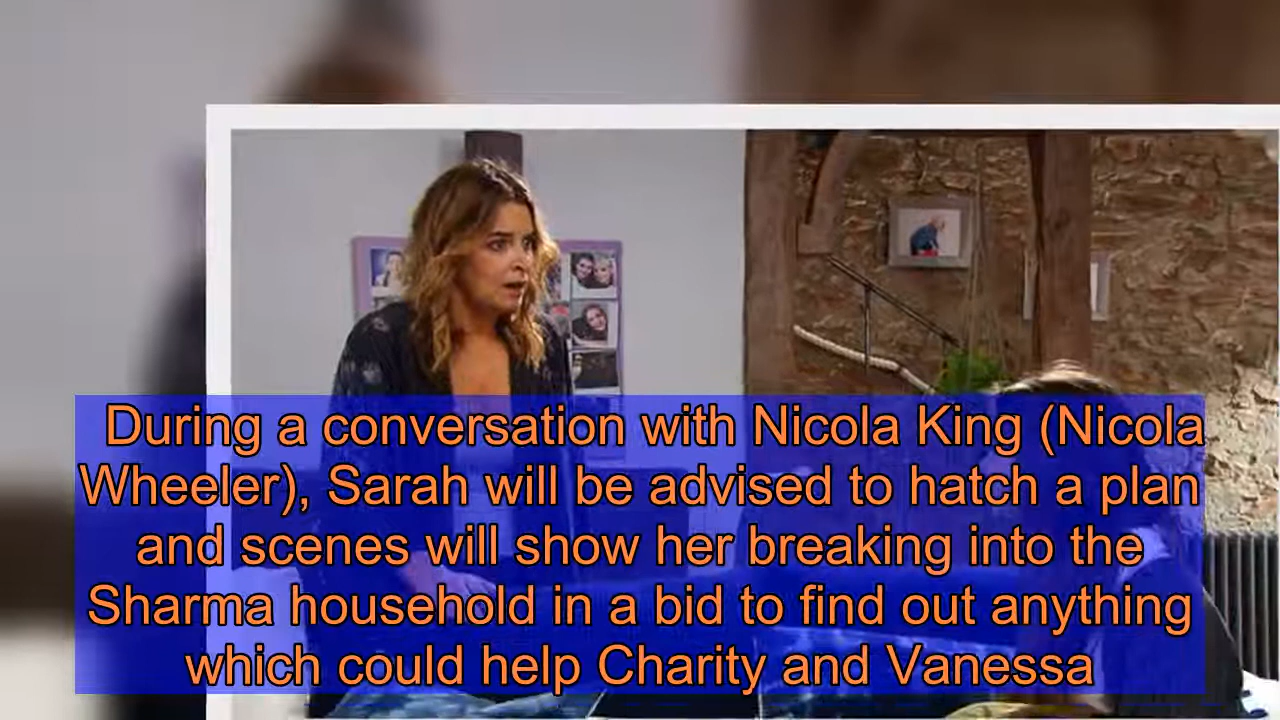 During a conversation with Nicola King (Nicola
Wheeler), Sarah will be advised to hatch a plan
and scenes will show her breaking into the
Sharma household in a bid to find out anything
which could help Charity and Vanessa